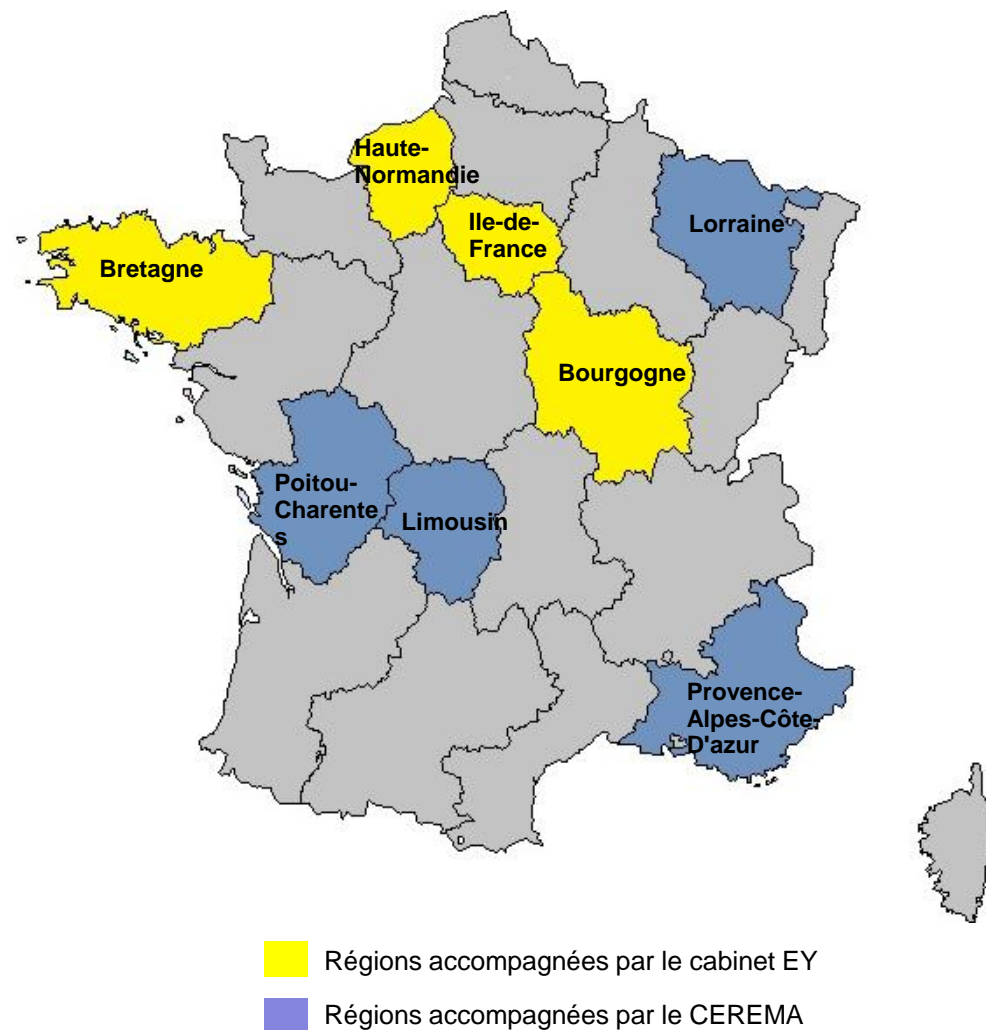 Haute-
Normandie
Ile-de-
France
Lorraine
Bretagne
Bourgogne
Poitou-
Charente
s
Limousin
Provence-
Alpes-Côte-
D'azur
Régions accompagnées par le cabinet EY
Régions accompagnées par le CEREMA